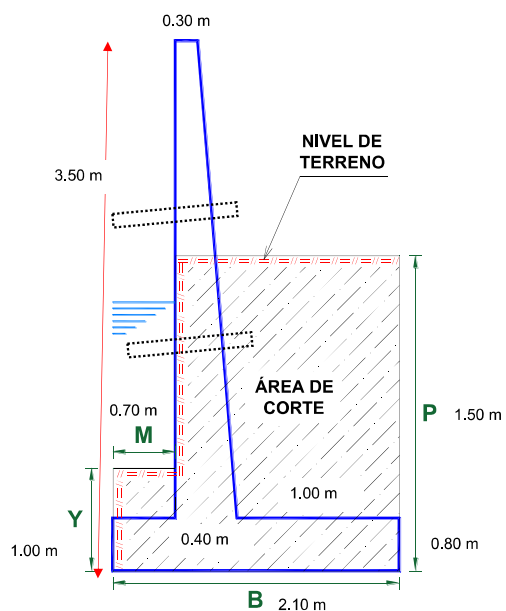 0.30 m
NIVEL DE
TERRENO
3.50 m
ÁREA DE
CORTE
0.70 m
M
P
1.50 m
1.00 m
Y
0.40 m
1.00 m
0.80 m
B
2.10 m